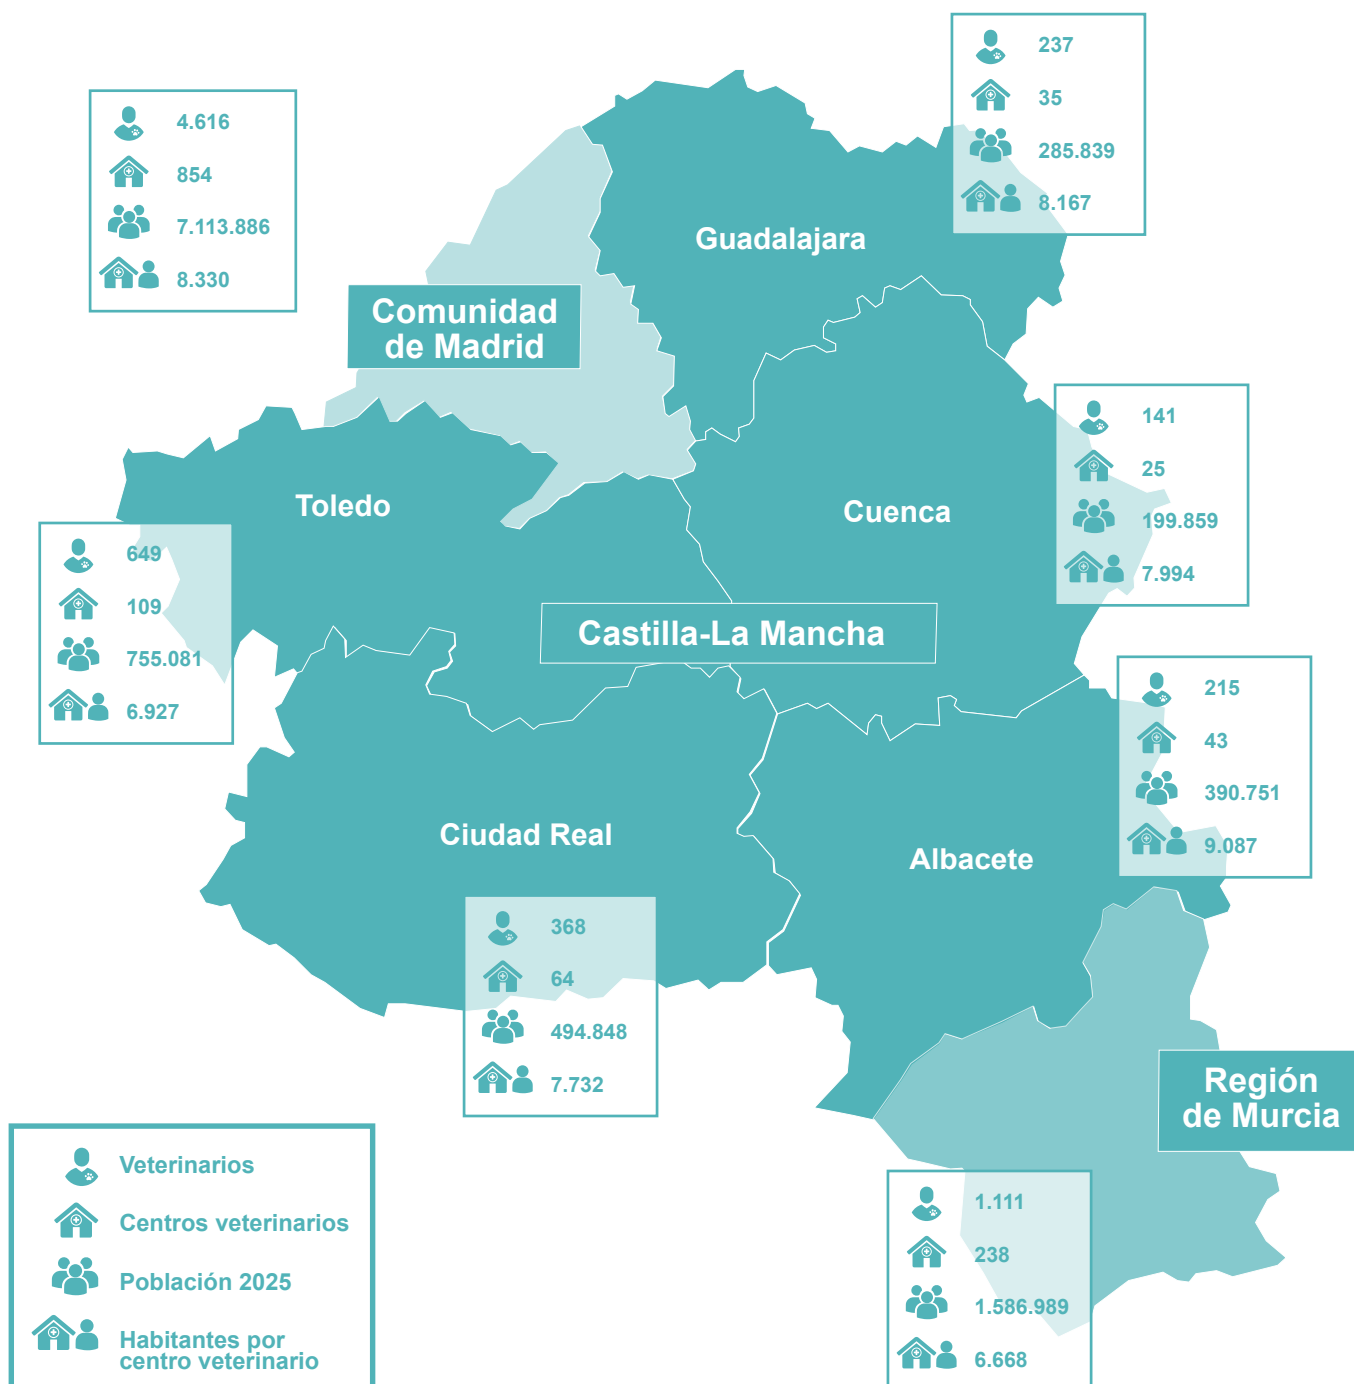 237
35
285.839
8.167
4.616
854
7.113.886
8.330
Guadalajara
Comunidad
de Madrid
141
25
199.859
7.994
Toledo
Cuenca
649
109
755.081
6.927
Castilla-La Mancha
215
43
390.751
9.087
Ciudad Real
Albacete
368
64
494.848
7.732
Región
de Murcia
Veterinarios
Centros veterinarios
Población 2025
Habitantes por
centro veterinario
1.111
238
1.586.989
6.668